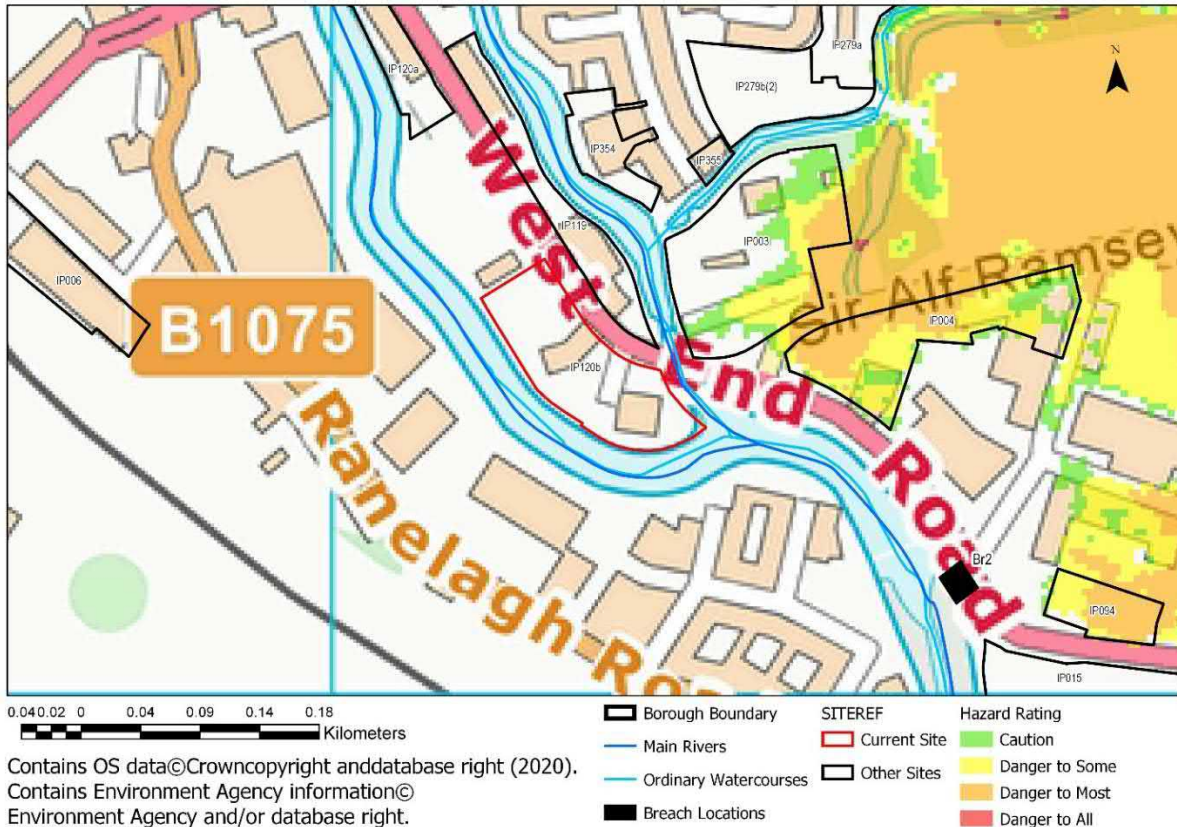 N
IP279a
IP120a
IP279b(2)
IP354
IP355
IP119
IP003
West End Road
Sir Alf Ramsey
IP004
IP006
B1075
IP120b
Ranelagh Roa
Br2
IP094
IP015
0.04 0.02 0 0.04 0.09 0.14 0.18
Kilometers
Contains OS data©Crowncopyright anddatabase right (2020).
Contains Environment Agency information©
Environment Agency and/or database right.
Borough Boundary
Main Rivers
Ordinary Watercourses
Breach Locations
SITEREF
Current Site
Other Sites
Hazard Rating
Caution
Danger to Some
Danger to Most
Danger to All